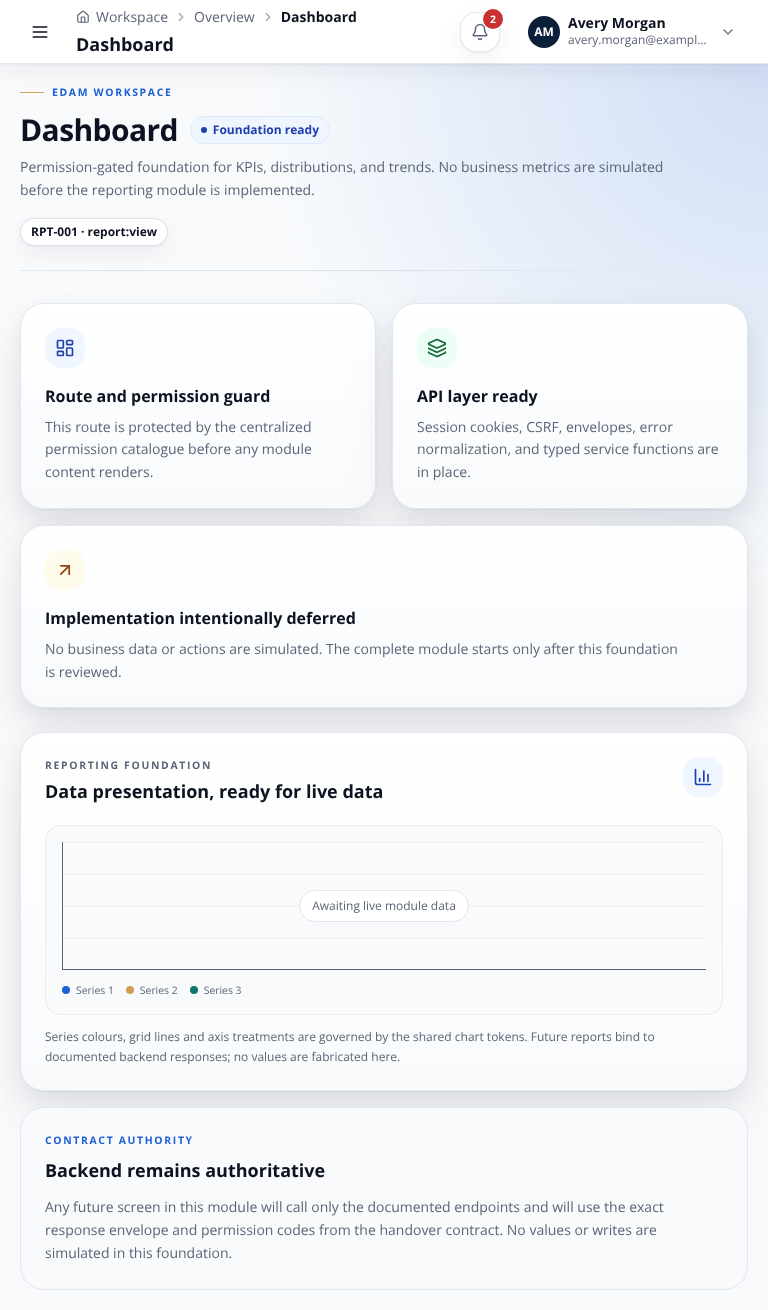 Workspace > Overview > Dashboard
Dashboard
2
AM
Avery Morgan
avery.morgan@exampl...
EDAM WORKSPACE
Dashboard
Foundation ready
Permission-gated foundation for KPIs, distributions, and trends. No business metrics are simulated
before the reporting module is implemented.
RPT-001 · report:view
Route and permission guard
This route is protected by the centralized
permission catalogue before any module
content renders.
API layer ready
Session cookies, CSRF, envelopes, error
normalization, and typed service functions are
in place.
Implementation intentionally deferred
No business data or actions are simulated. The complete module starts only after this foundation
is reviewed.
REPORTING FOUNDATION
Data presentation, ready for live data
Awaiting live module data
Series 1
Series 2
Series 3
Series colours, grid lines and axis treatments are governed by the shared chart tokens. Future reports bind to
documented backend responses; no values are fabricated here.
CONTRACT AUTHORITY
Backend remains authoritative
Any future screen in this module will call only the documented endpoints and will use the exact
response envelope and permission codes from the handover contract. No values or writes are
simulated in this foundation.